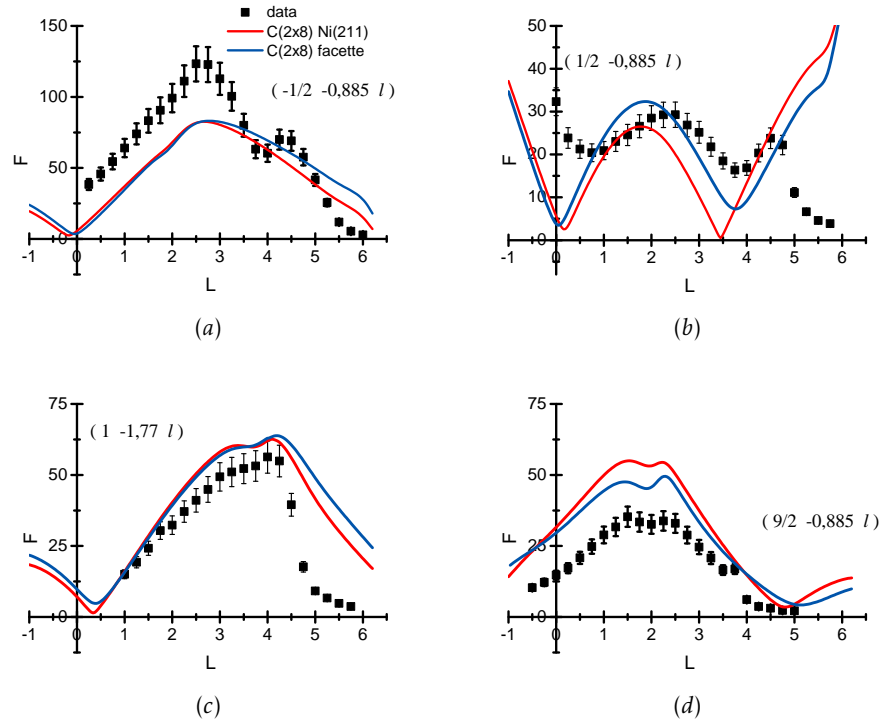 data
C(2x8) Ni(211)
C(2x8) facette
( -1/2 -0,885 l )
150
100
50
0
F
-1 0 1 2 3 4 5 6
L
(a)
( 1/2 -0,885 l )
50
40
30
20
10
0
F
-1 0 1 2 3 4 5 6
L
(b)
( 1 -1,77 l )
75
50
25
0
F
-1 0 1 2 3 4 5 6
L
(c)
75
50
25
0
( 9/2 -0,885 l )
F
-1 0 1 2 3 4 5 6
L
(d)